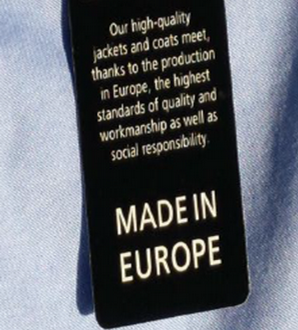 Our high-quality
jackets and coats meet,
thanks to the production
in Europe, the highest
standards of quality and
workmanship as well as
social responsibility.
MADE IN
EUROPE